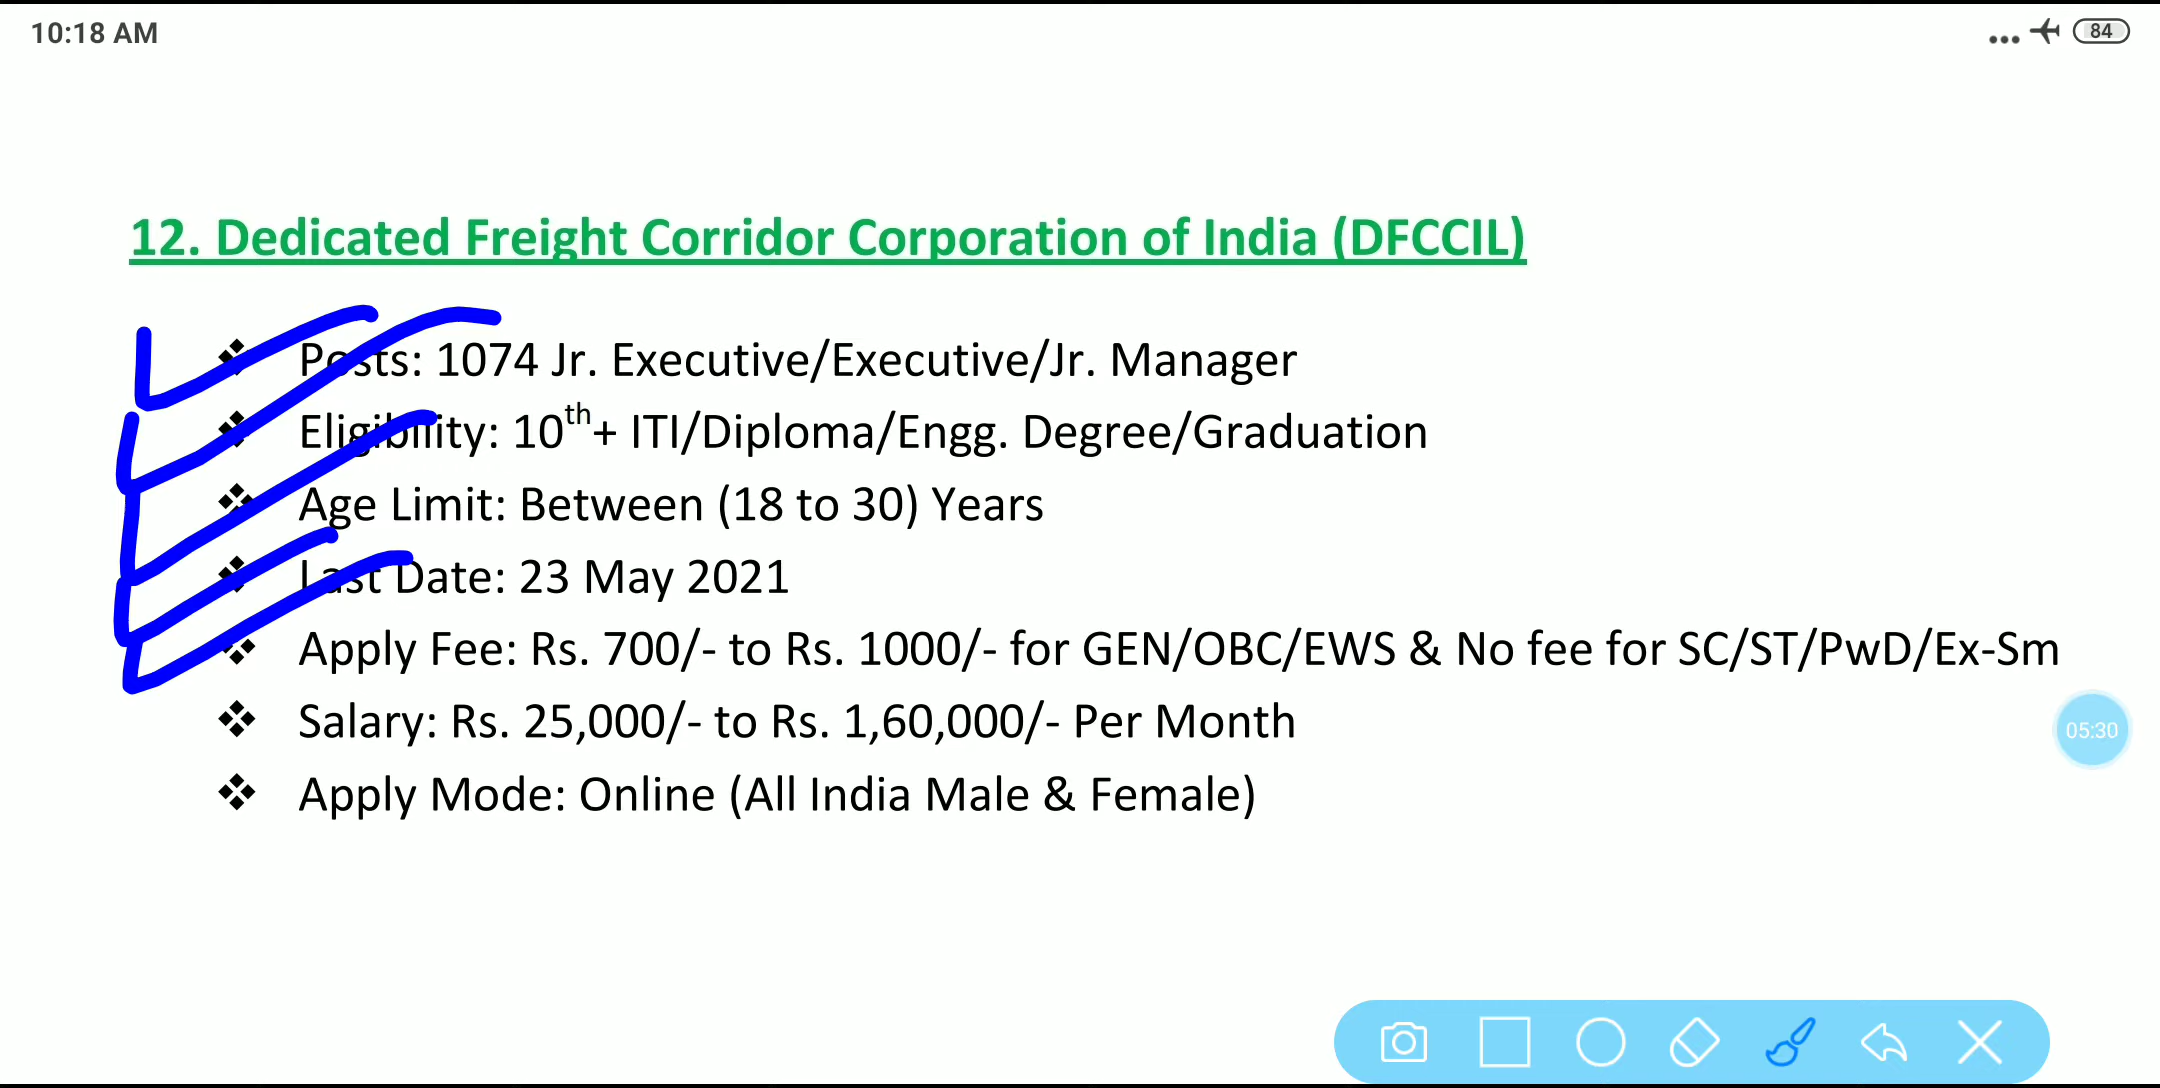 10:18 AM
84
12. Dedicated Freight Corridor Corporation of India (DFCCIL)
Posts: 1074 Jr. Executive/Executive/Jr. Manager
Eligibility: 10th+ ITI/Diploma/Engg. Degree/Graduation
Age Limit: Between (18 to 30) Years
Last Date: 23 May 2021
Apply Fee: Rs. 700/- to Rs. 1000/- for GEN/OBC/EWS & No fee for SC/ST/PwD/Ex-Sm
Salary: Rs. 25,000/- to Rs. 1,60,000/- Per Month
05:30
Apply Mode: Online (All India Male & Female)